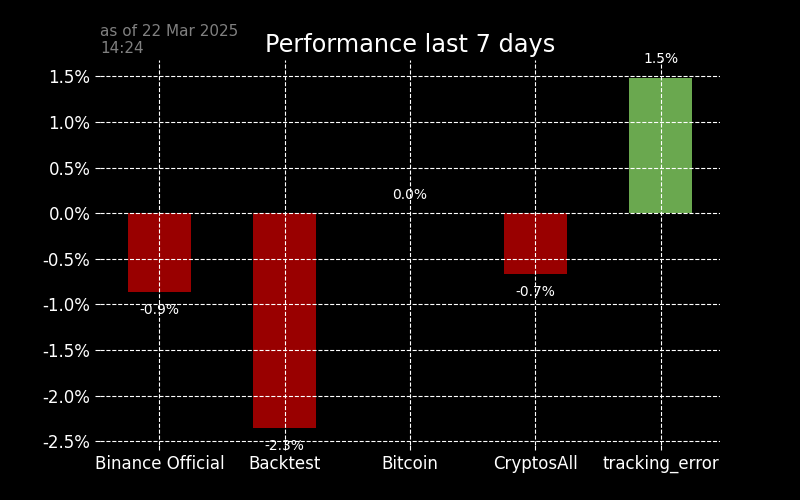 as of 22 Mar 2025
14:24
Performance last 7 days
1.5%
1.5%
1.0%
0.5%
0.0%
0.0%
-0.5%
-0.7%
-1.0%
-0.9%
-1.5%
-2.0%
-2.5%
-2.3%
Binance Official
Backtest
Bitcoin
CryptosAll
tracking_error